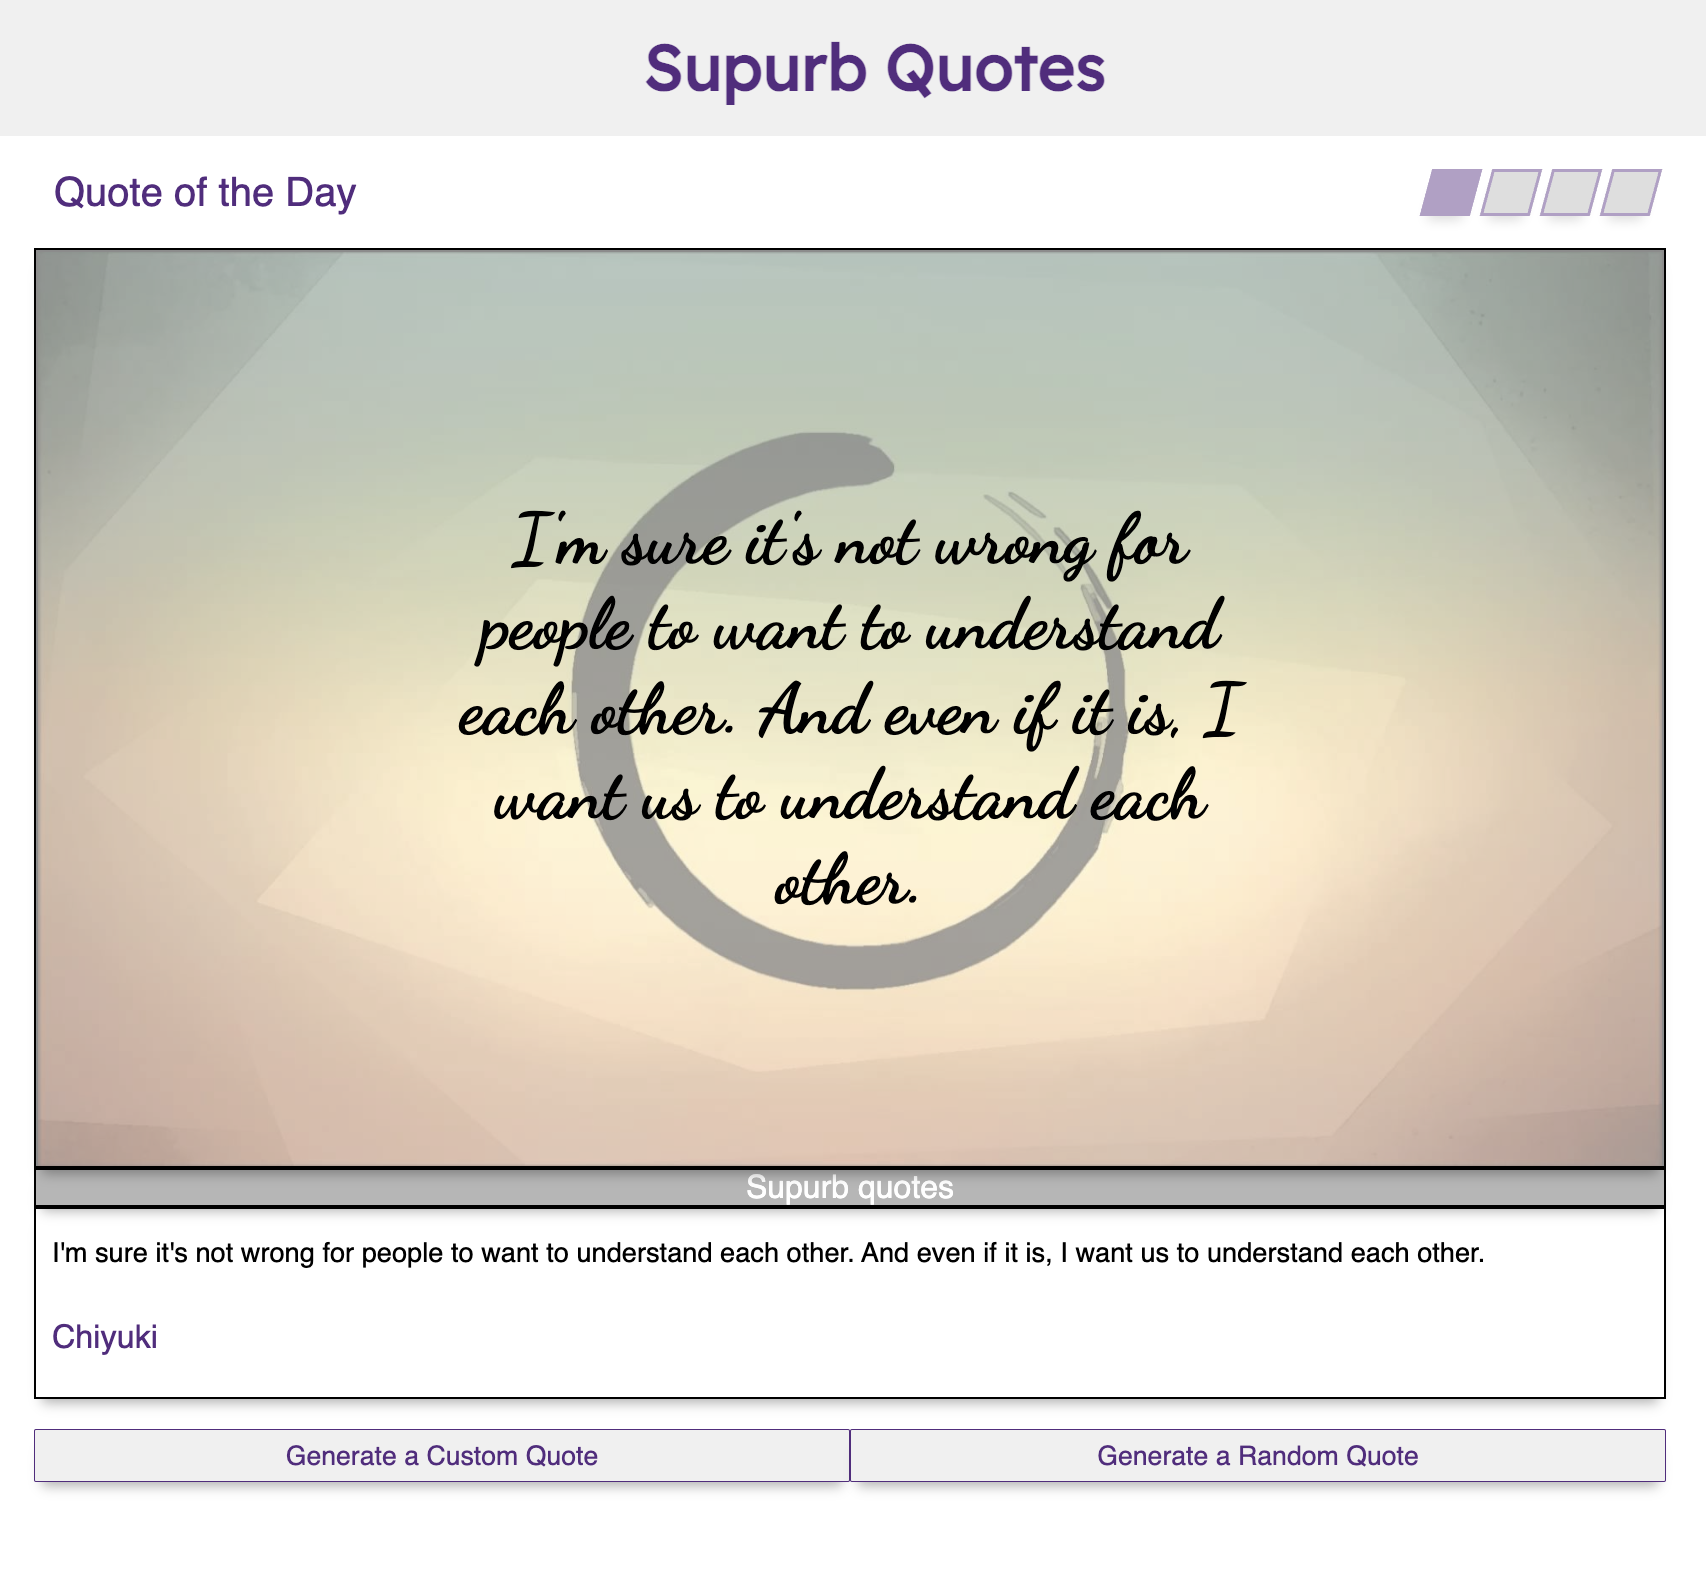 Supurb Quotes
Quote of the Day
I'm sure it's not wrong for
people to want to understand
each other. And even if it is, I
want us to understand each
other.
Supurb quotes
I'm sure it's not wrong for people to want to understand each other. And even if it is, I want us to understand each other.
Chiyuki
Generate a Custom Quote
Generate a Random Quote